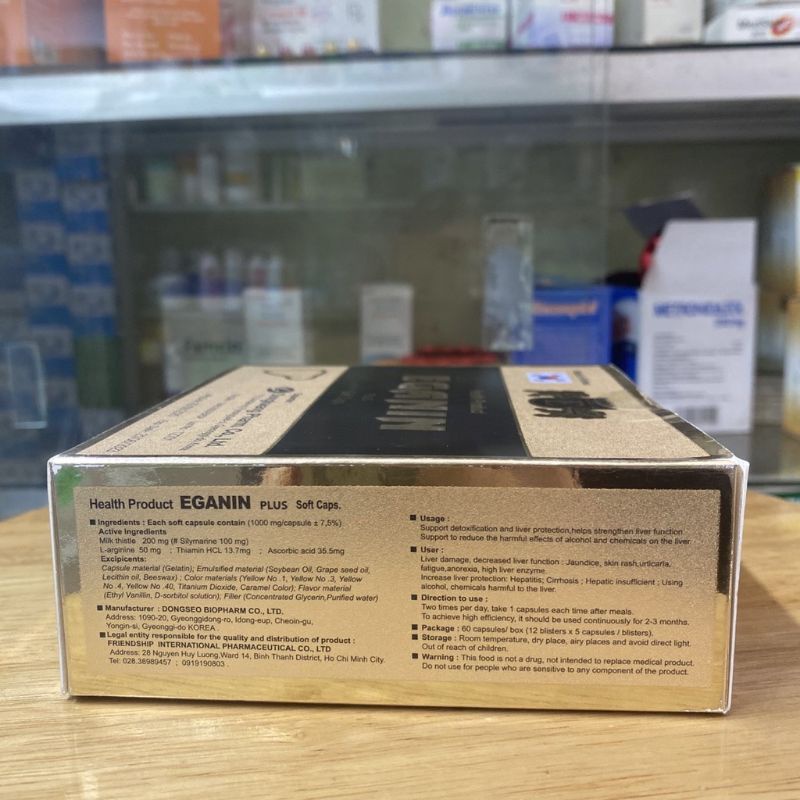 Health Product EGANIN PLUS Soft Caps.
■ Ingredients : Each soft capsule contain (1000 mg/capsule ± 7,5%)
Active Ingredients
Milk thistle 200 mg (# Silymarine 100 mg)
L-arginine 50 mg ; Thiamin HCL 13.7mg ; Ascorbic acid 35.5mg
Excipients:
Capsule material (Gelatin); Emulsified material (Soybean Oil, Grape seed oil,
Lecithin oil, Beeswax) ; Color materials (Yellow No .1, Yellow No .3, Yellow
No .4, Yellow No .40, Titanium Dioxide, Caramel Color); Flavor material
(Ethyl Vanillin, D-sorbitol solution); Filler (Concentrated Glycerin,Purified water)
■ Manufacturer : DONGSEO BIOPHARM CO., LTD.
Address: 1090-20, Gyeonggidong-ro, Idong-eup, Cheoin-gu,
Yongin-si, Gyeonggi-do KOREA .
■ Legal entity responsible for the quality and distribution of product :
FRIENDSHIP INTERNATIONAL PHARMACEUTICAL CO., LTD
Address: 28 Nguyen Huy Luong,Ward 14, Binh Thanh District, Ho Chi Minh City.
Tel: 028.38989457 ; 0919190803
■ Usage :
Support detoxification and liver protection,helps strengthen liver function
Support to reduce the harmful effects of alcohol and chemicals on the liver
■ User :
Liver damage, decreased liver function : Jaundice, skin rash,urticaria,
fatigue,anorexia, high liver enzyme.
Increase liver protection: Hepatitis; Cirrhosis ; Hepatic insufficient ; Using
alcohol, chemicals harmful to the liver.
■ Direction to use :
Two times per day, take 1 capsules each time after meals.
To achieve high efficiency, it should be used continuously for 2-3 months.
■ Package : 60 capsules/ box (12 blisters x 5 capsules / blisters).
■ Storage : Room temperature, dry place, airy places and avoid direct light.
Out of reach of children.
■ Warning : This food is not a drug, not intended to replace medical product.
Do not use for people who are sensitive to any component of the product.